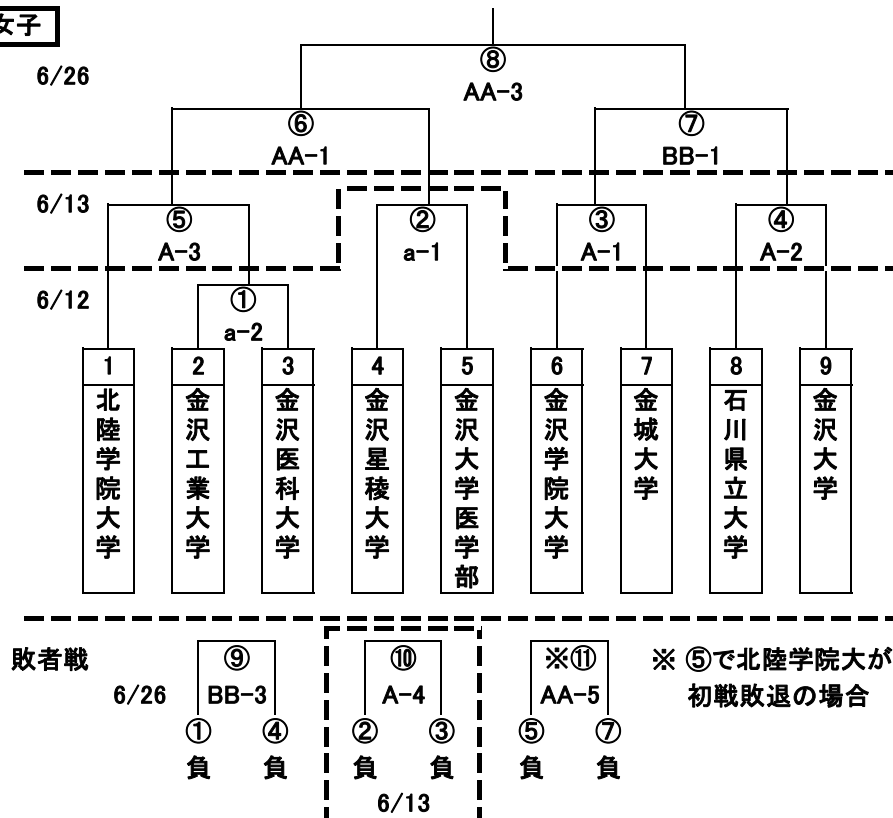 女子
6/26
⑧
AA-3
⑥
AA-1
⑦
BB-1
6/13
⑤
A-3
②
a-1
③
A-1
④
A-2
6/12
①
a-2
1 2 3 4 5 6 7 8 9
北陸学院大学
金沢工業大学
金沢医科大学
金沢星稜大学
金沢大学医学部
金沢学院大学
金城大学
石川県立大学
金沢大学
敗者戦
6/26
⑨
BB-3
① ④
負 負
⑩
A-4
② ③
負 負
6/13
※⑪
AA-5
⑤ ⑦
負 負
※ ⑤で北陸学院大が
初戦敗退の場合